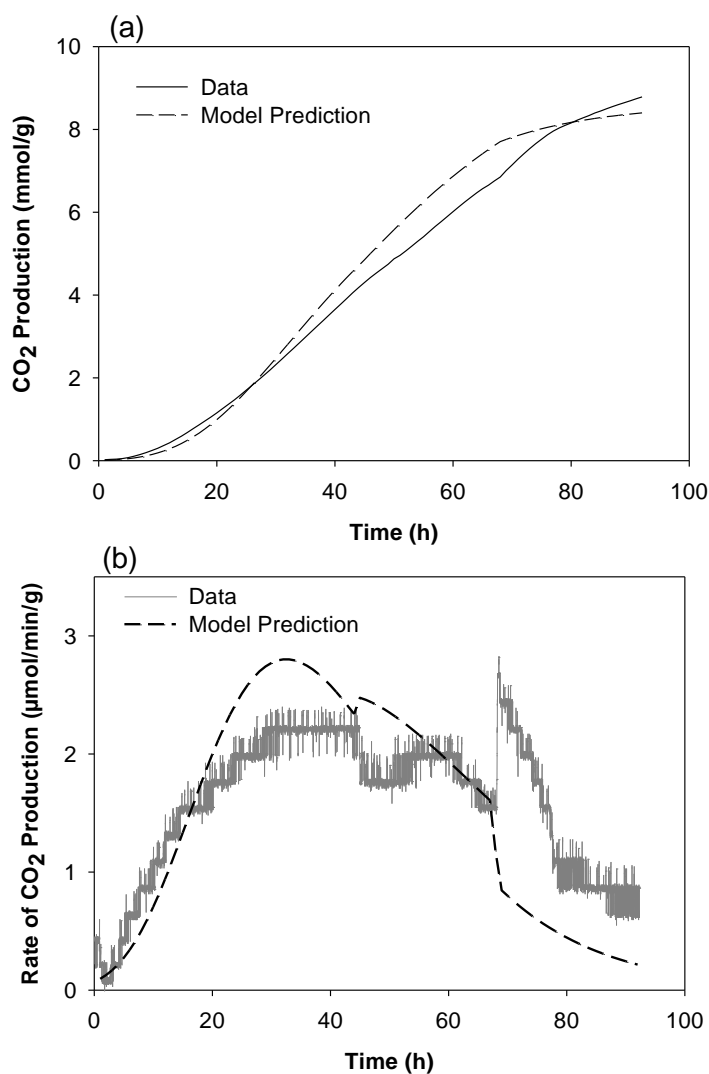 (a)
10
8
6
4
2
0
Data
Model Prediction
CO2 Production (mmol/g)
0 20 40 60 80 100
Time (h)
(b)
3
2
1
0
Data
Model Prediction
Rate of CO2 Production (µmol/min/g)
0 20 40 60 80 100
Time (h)